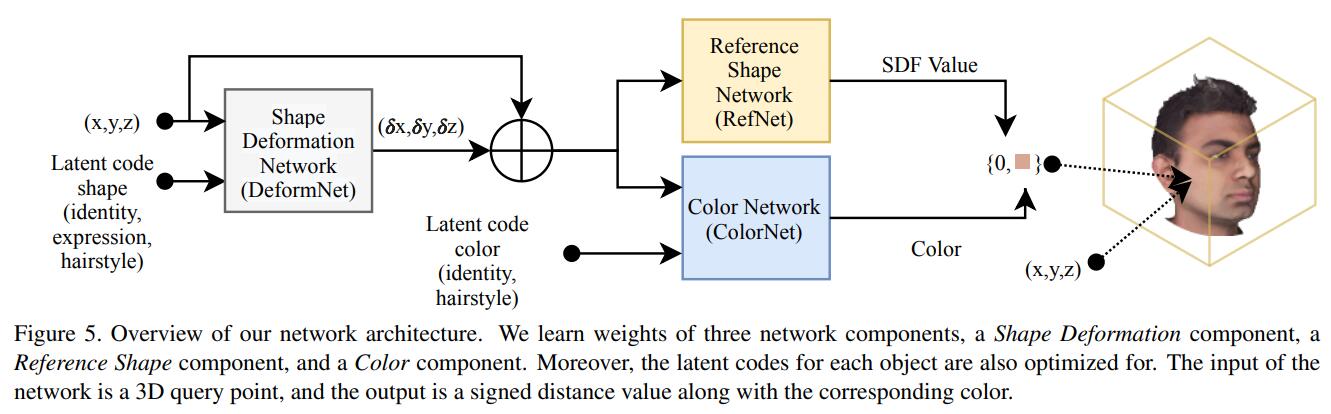 Reference
Shape
Network
(RefNet)
SDF Value
(x,y,z)
Shape
Deformation
Network
(DeformNet)
(δx,δy,δz)
Latent code
shape
(identity,
expression,
hairstyle)
{0, }
Color Network
(ColorNet)
Latent code
color
(identity,
hairstyle)
Color
(x,y,z)
Figure 5. Overview of our network architecture. We learn weights of three network components, a Shape Deformation component, a
Reference Shape component, and a Color component. Moreover, the latent codes for each object are also optimized for. The input of the
network is a 3D query point, and the output is a signed distance value along with the corresponding color.